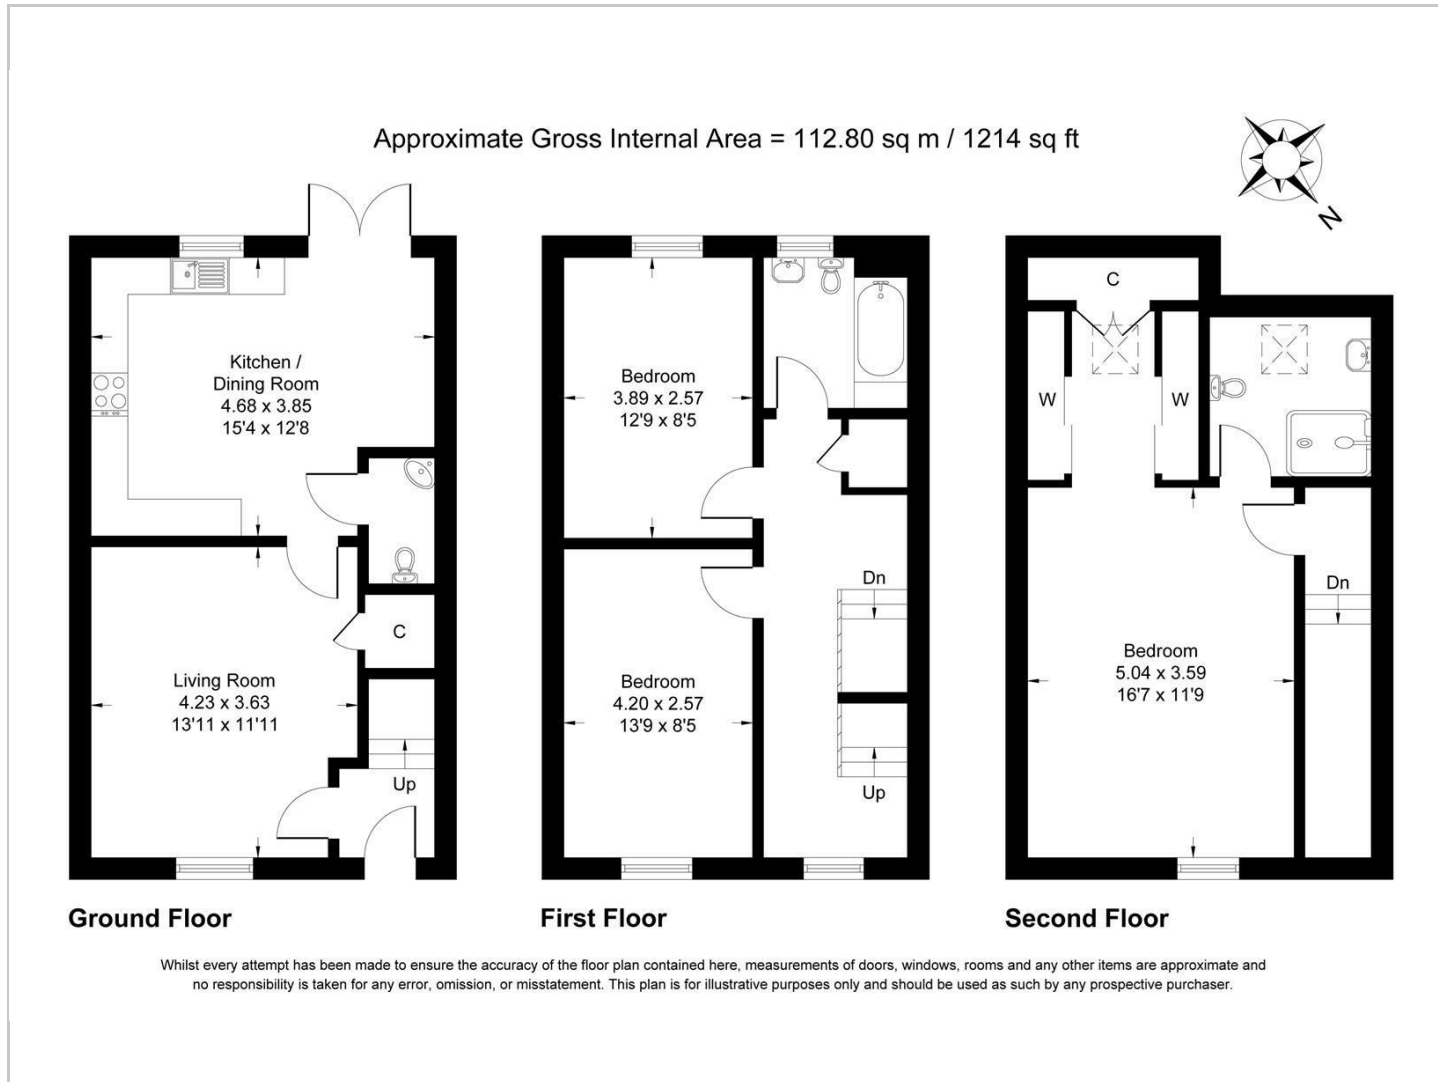 Approximate Gross Internal Area = 112.80 sq m / 1214 sq ft
N
Kitchen /
Dining Room
4.68 x 3.85
15'4 x 12'8
Living Room
4.23 x 3.63
13'11 x 11'11
C
Up
Ground Floor
Bedroom
3.89 x 2.57
12'9 x 8'5
Bedroom
4.20 x 2.57
13'9 x 8'5
Dn
Up
First Floor
C
W
W
Bedroom
5.04 x 3.59
16'7 x 11'9
Dn
Second Floor
Whilst every attempt has been made to ensure the accuracy of the floor plan contained here, measurements of doors, windows, rooms and any other items are approximate and
no responsibility is taken for any error, omission, or misstatement. This plan is for illustrative purposes only and should be used as such by any prospective purchaser.